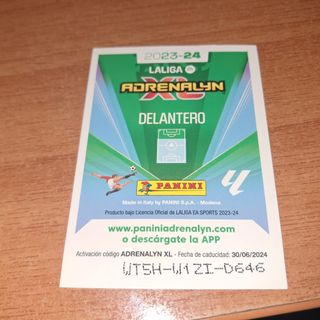 2023-24
LALIGA
ADRENALYN
XL
DELANTERO
PANINI
Made in Italy by PANINI S.p.A. - Modena
Producto bajo Licencia Oficial de LALIGA EA SPORTS 2023-24
www.paniniadrenalyn.com
o descárgate la APP
Activación código ADRENALYN XL - Fecha de caducidad: 30/06/2024
WT5H-W1ZI-D646